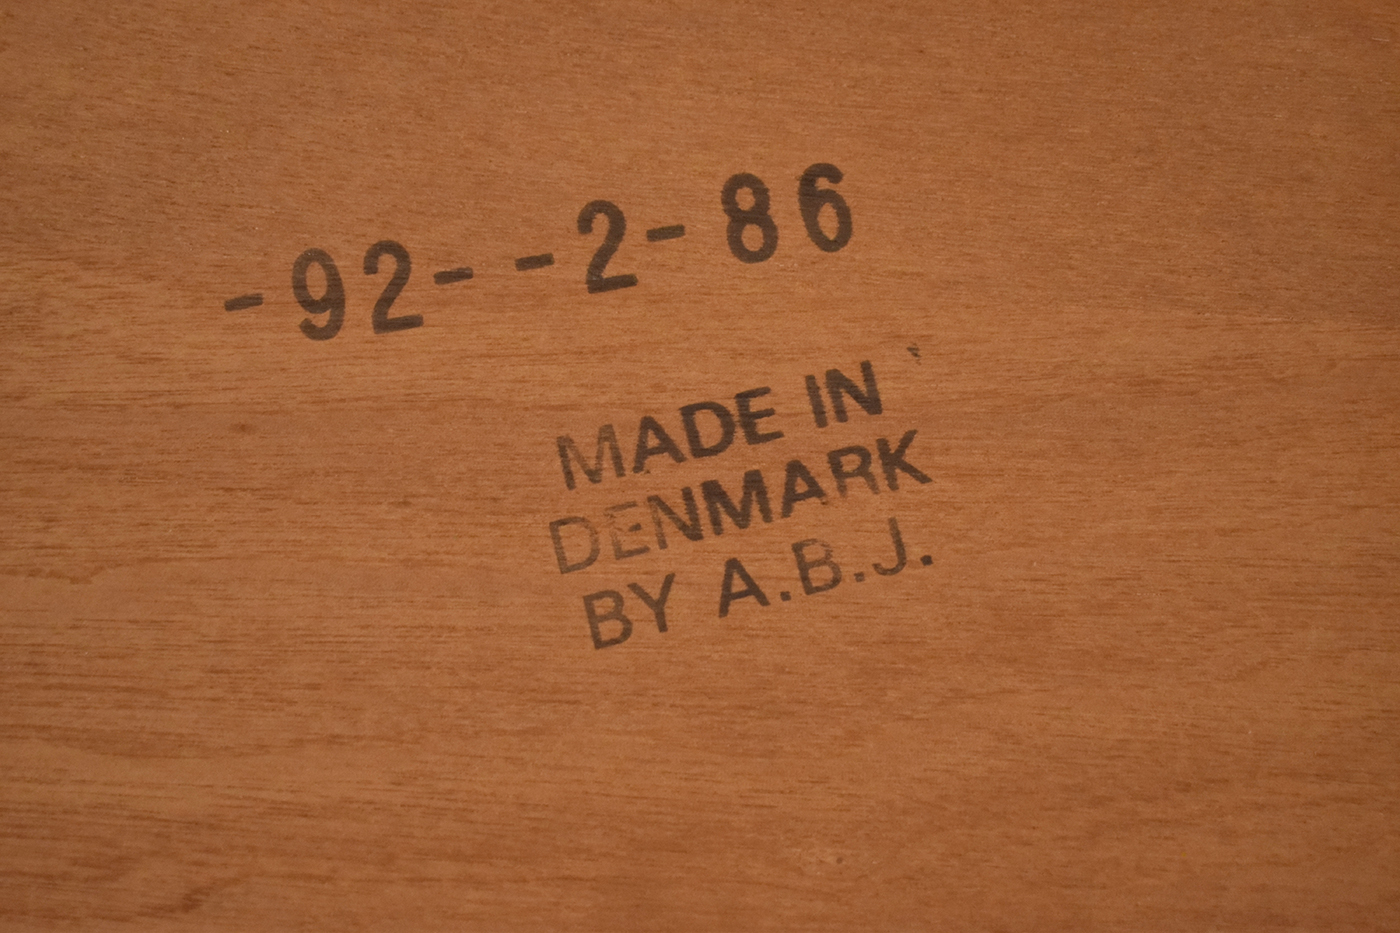 -92--2-86
MADE IN
DENMARK
BY A.B.J.